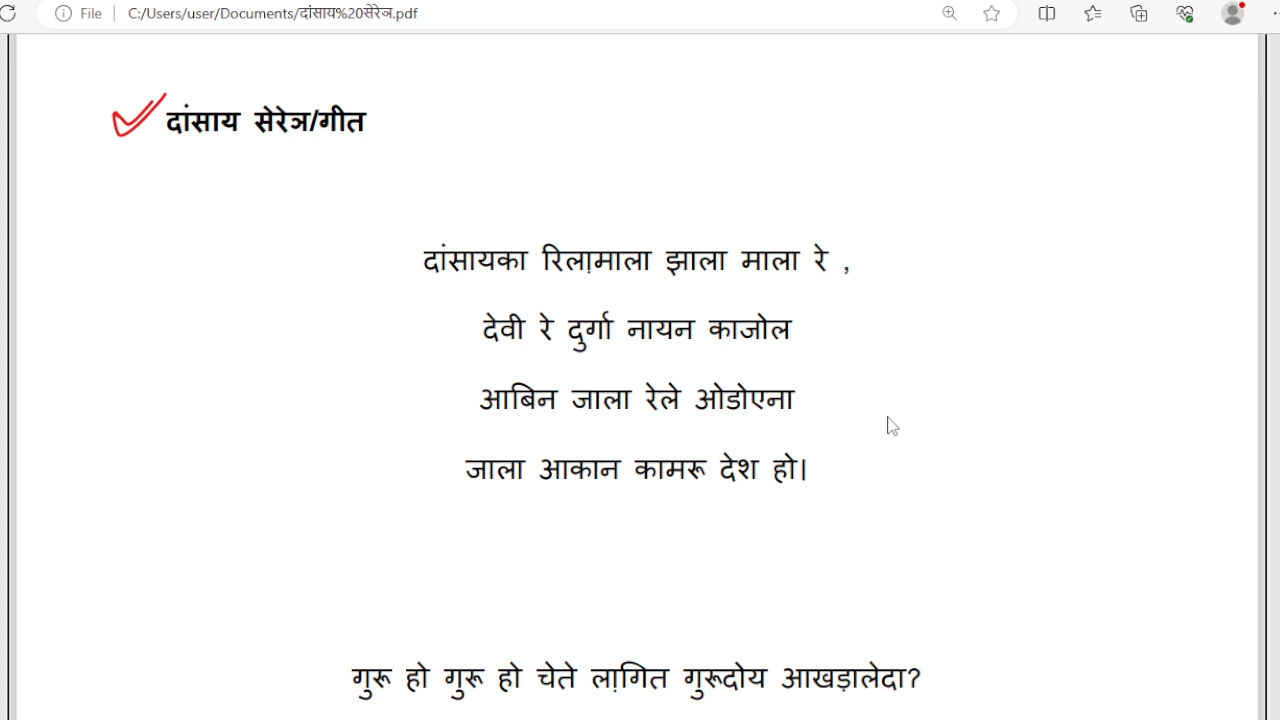 File C:/Users/user/Documents/दांसाय%20सेरेञ.pdf
दांसाय सेरेञ/गीत
दांसायका रिला़माला झाला माला रे ,
देवी रे दुर्गा नायन काजोल
आबिन जाला रेले ओडोएना
जाला आकान कामरू देश हो।
गुरू हो गुरू हो चेते ला़गित गुरूदोय आखड़ालेदा?